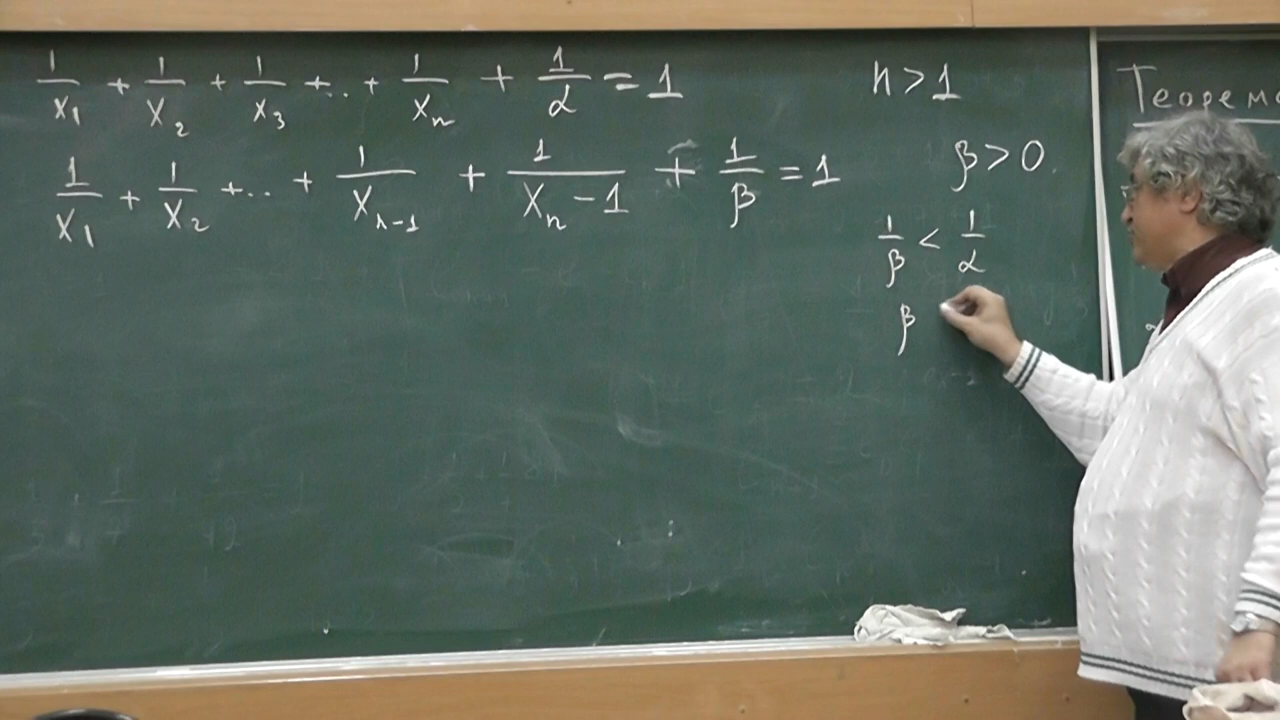 1/x₁ + 1/x₂ + 1/x₃ + ... + 1/xₙ + 1/α = 1
1/x₁ + 1/x₂ + ... + 1/xₙ₋₁ + 1/(xₙ - 1) + 1/β = 1
n > 1
β > 0.
1/β < 1/α
β
Теорема